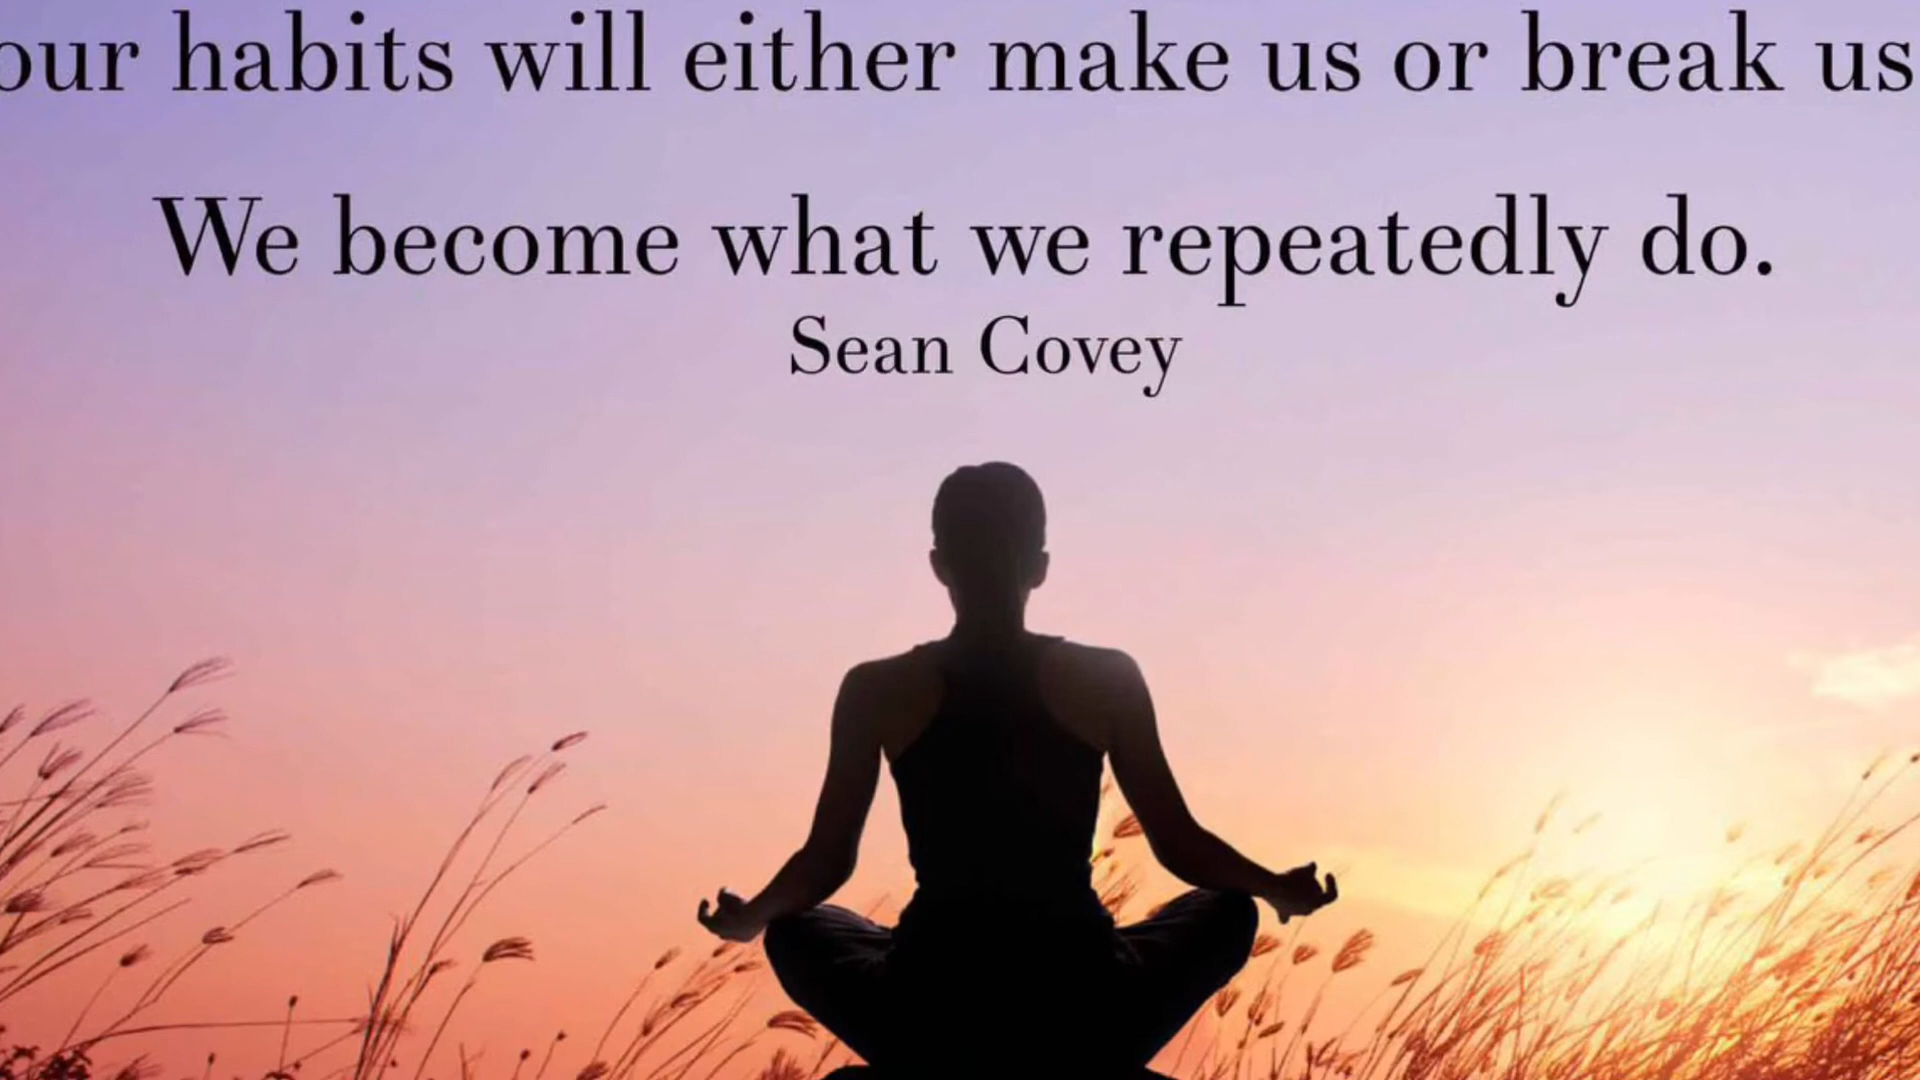 our habits will either make us or break us
We become what we repeatedly do.
Sean Covey